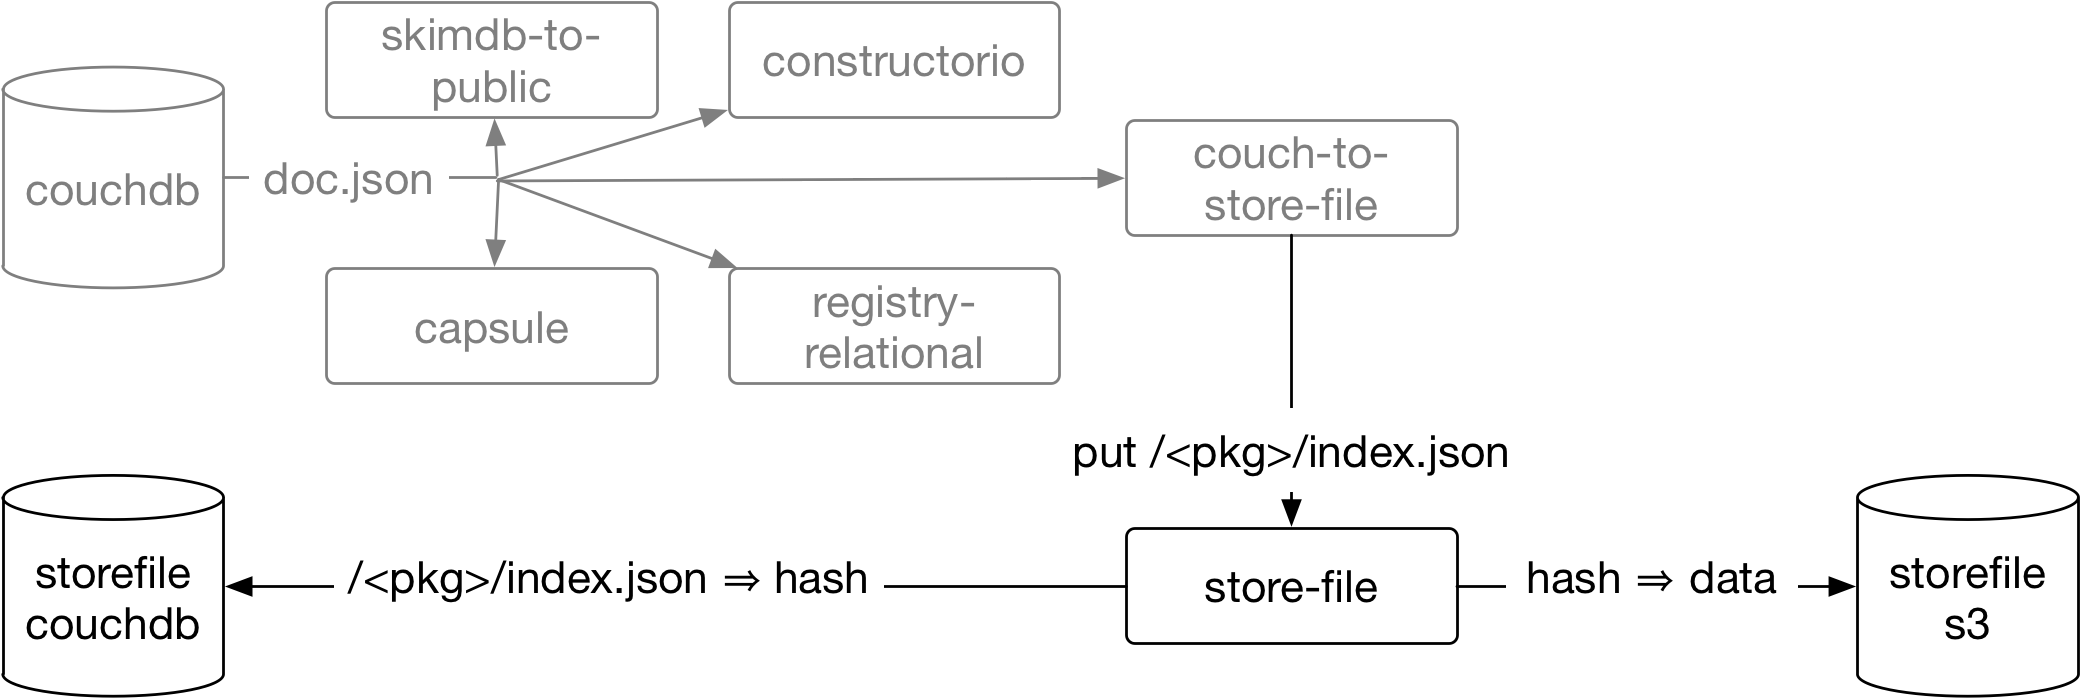 skimdb-to-
public
constructorio
couchdb
doc.json
couch-to-
store-file
capsule
registry-
relational
put /<pkg>/index.json
storefile
couchdb
/<pkg>/index.json ⇒ hash
store-file
hash ⇒ data
storefile
s3